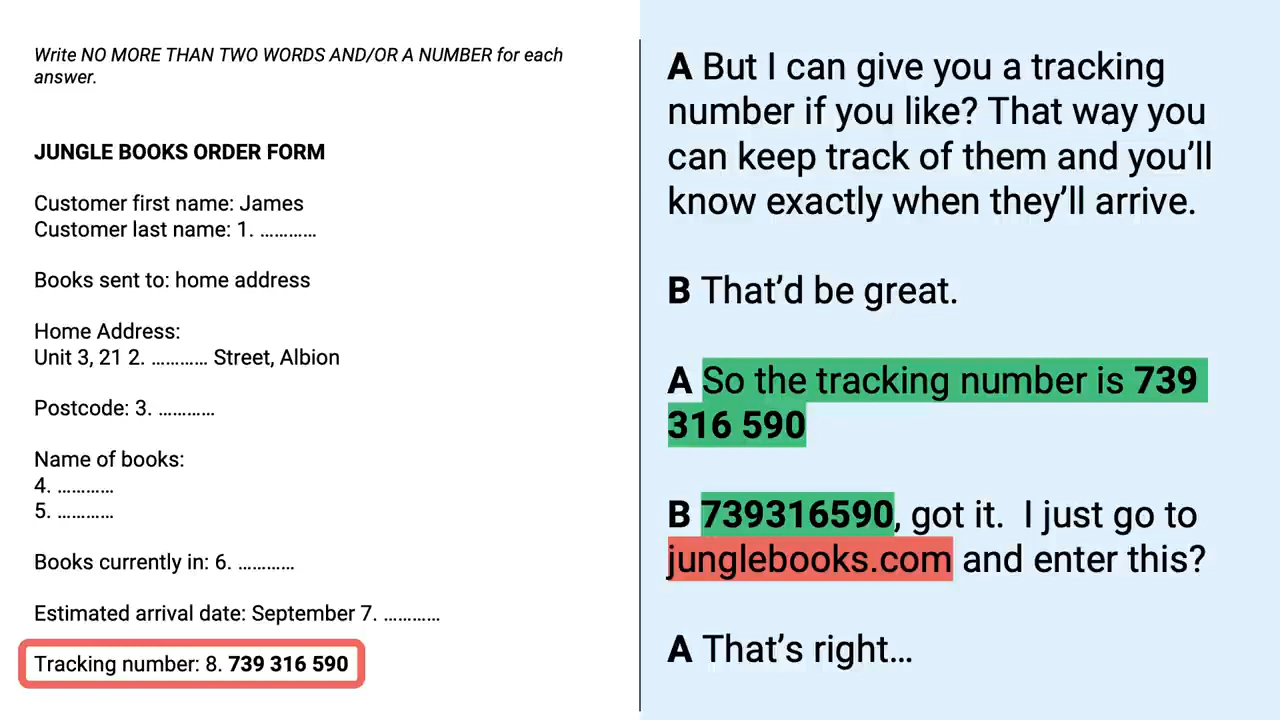 Write NO MORE THAN TWO WORDS AND/OR A NUMBER for each
answer.
JUNGLE BOOKS ORDER FORM
Customer first name: James
Customer last name: 1. ............
Books sent to: home address
Home Address:
Unit 3, 21 2. ............ Street, Albion
Postcode: 3. ............
Name of books:
4. ............
5. ............
Books currently in: 6. ............
Estimated arrival date: September 7. ............
Tracking number: 8. 739 316 590
A But I can give you a tracking
number if you like? That way you
can keep track of them and you’ll
know exactly when they’ll arrive.
B That’d be great.
A So the tracking number is 739
316 590
B 739316590, got it.  I just go to
junglebooks.com and enter this?
A That’s right…